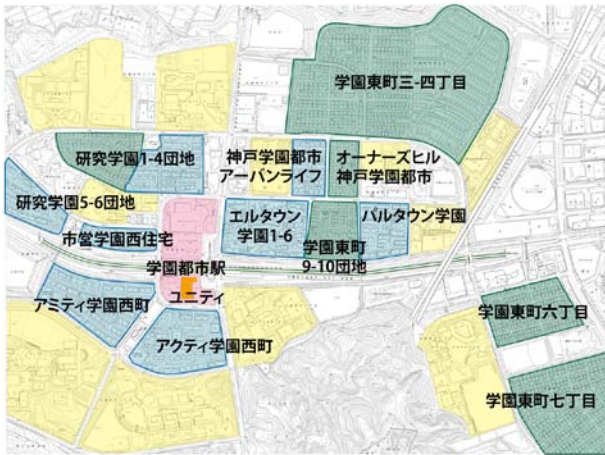 学園東町三-四丁目
研究学園1-4団地
神戸学園都市
アーバンライフ
オーナーズヒル
神戸学園都市
研究学園5-6団地
エルタウン
学園1-6
パルタウン学園
学園東町
9-10団地
市営学園西住宅
学園都市駅
ユニティ
アミティ学園西町
アクティ学園西町
学園東町六丁目
学園東町七丁目